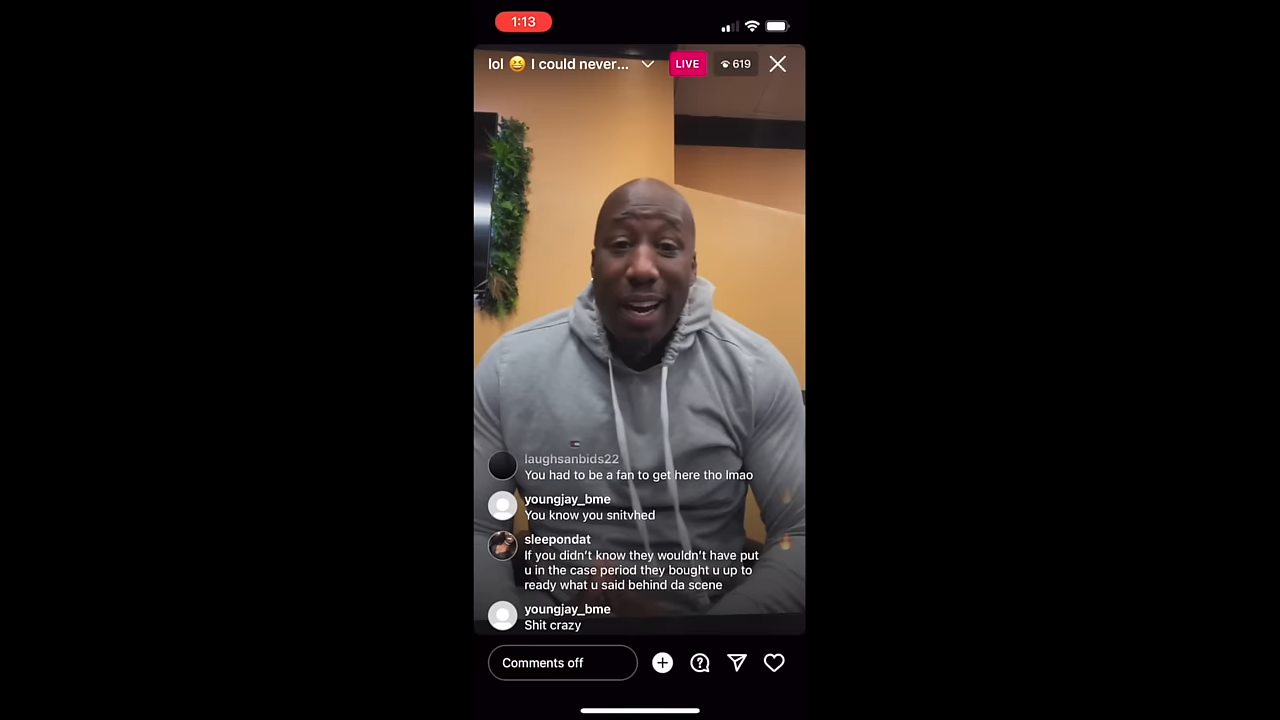 1:13
lol 😆 I could never...
LIVE
619
laughsanbids22
You had to be a fan to get here tho lmao
youngjay_bme
You know you snitvhed
sleepondat
If you didn’t know they wouldn’t have put
u in the case period they bought u up to
ready what u said behind da scene
youngjay_bme
Shit crazy
Comments off